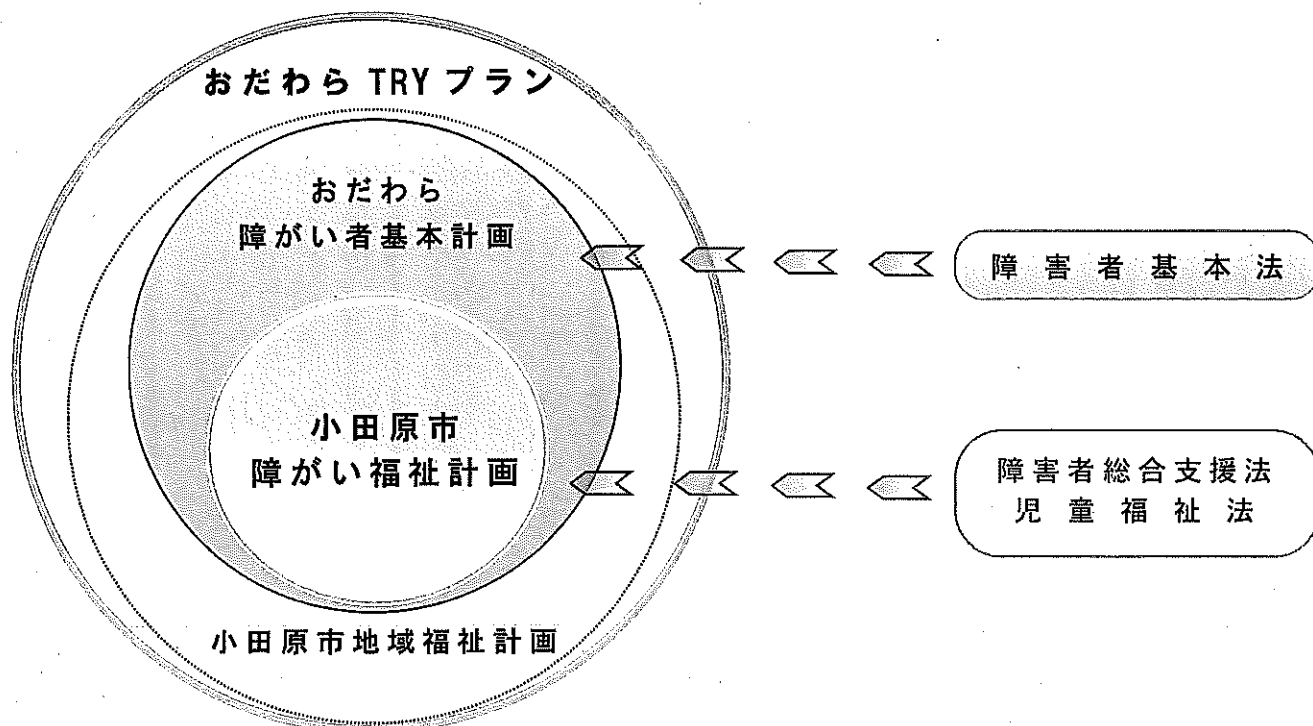 おだわら TRY プラン
おだわら
障がい者基本計画
障害者基本法
小田原市
障がい福祉計画
障害者総合支援法
児童福祉法
小田原市地域福祉計画